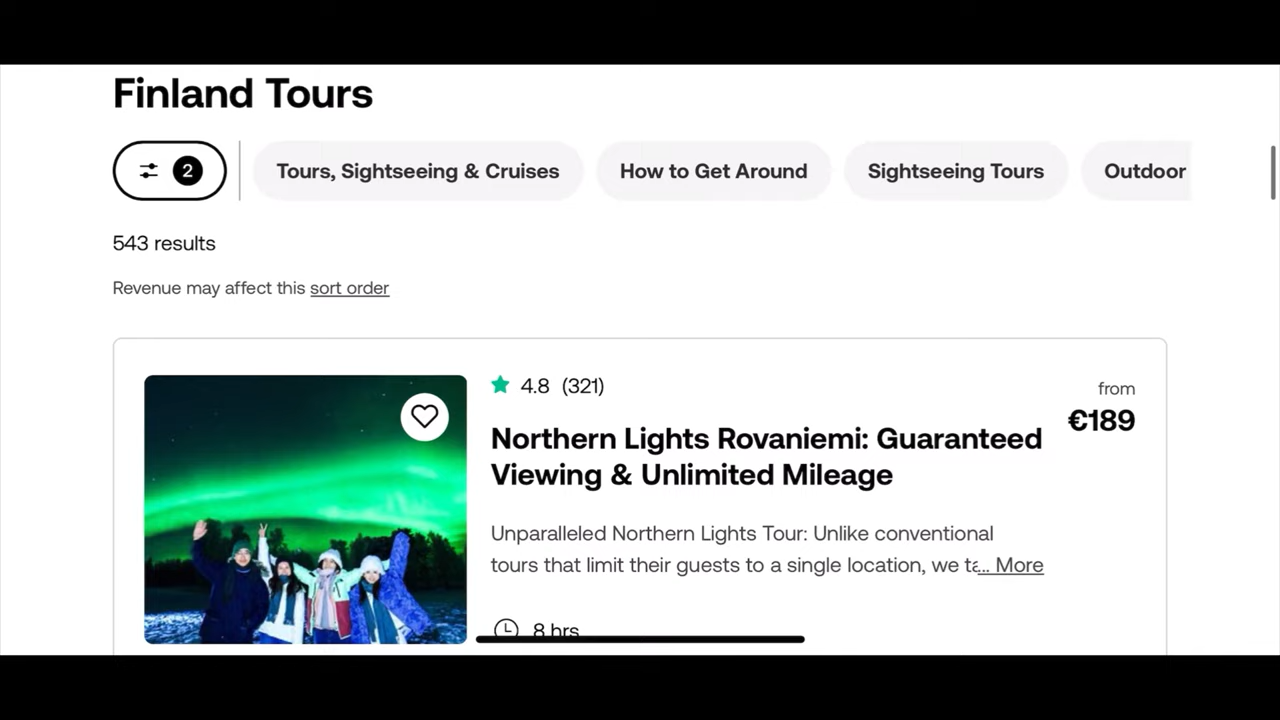 Finland Tours
2
Tours, Sightseeing & Cruises
How to Get Around
Sightseeing Tours
Outdoor
543 results
Revenue may affect this sort order
4.8 (321)
from
€189
Northern Lights Rovaniemi: Guaranteed
Viewing & Unlimited Mileage
Unparalleled Northern Lights Tour: Unlike conventional
tours that limit their guests to a single location, we ta... More
8 hrs